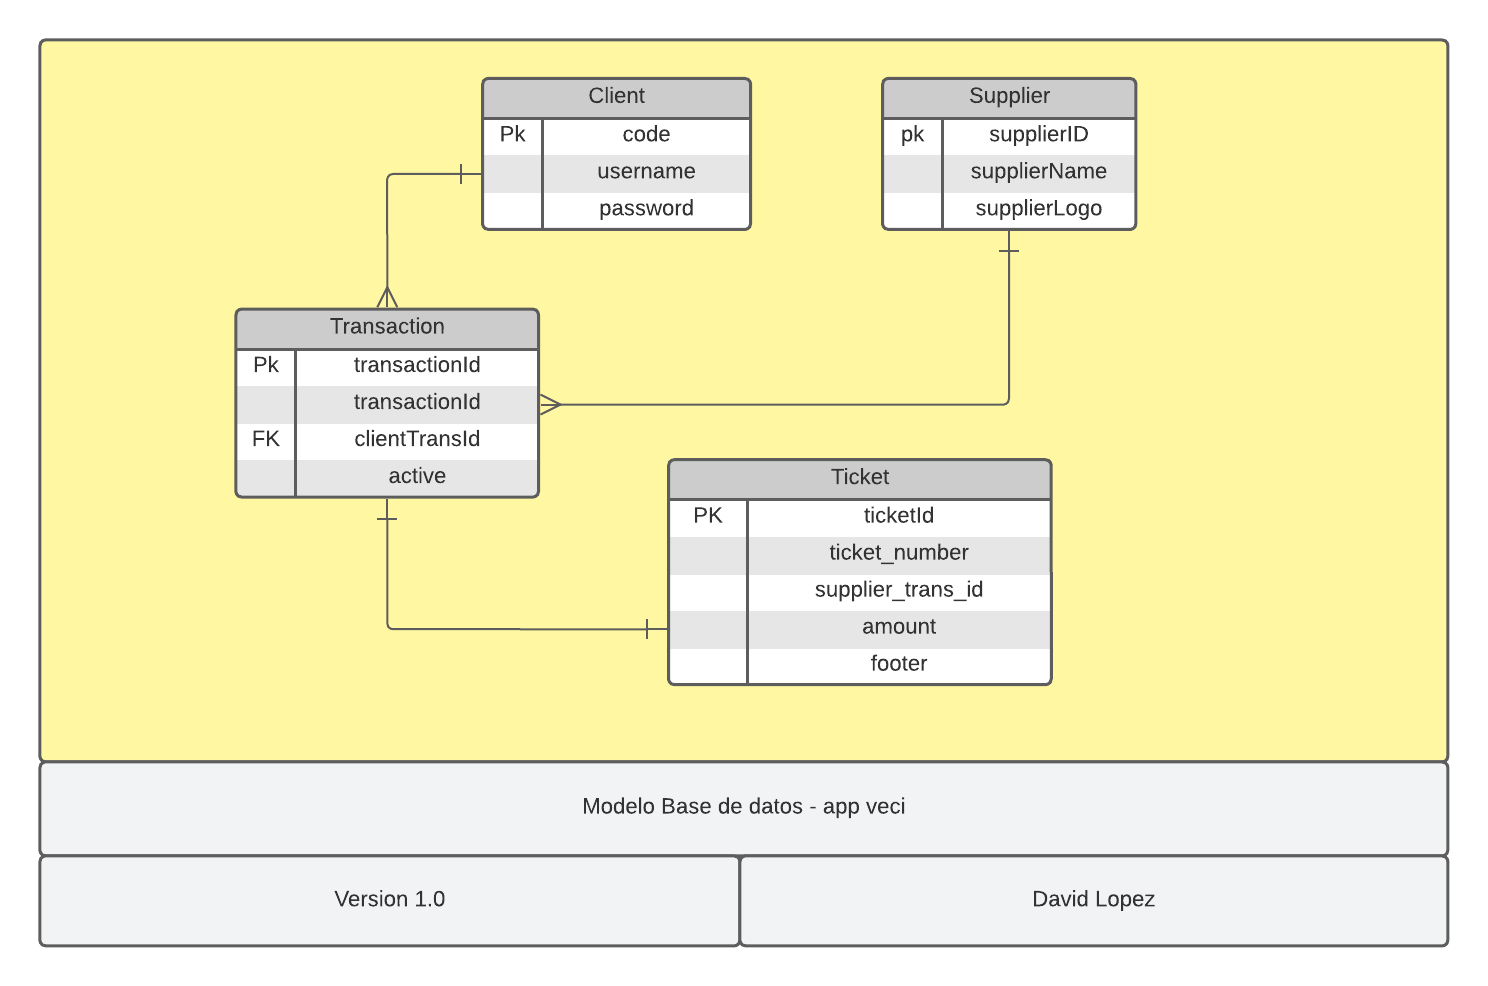 Client
Pk code
username
password
Supplier
pk supplierID
supplierName
supplierLogo
Transaction
Pk transactionId
transactionId
FK clientTransId
active
Ticket
PK ticketId
ticket_number
supplier_trans_id
amount
footer
Modelo Base de datos - app veci
Version 1.0
David Lopez